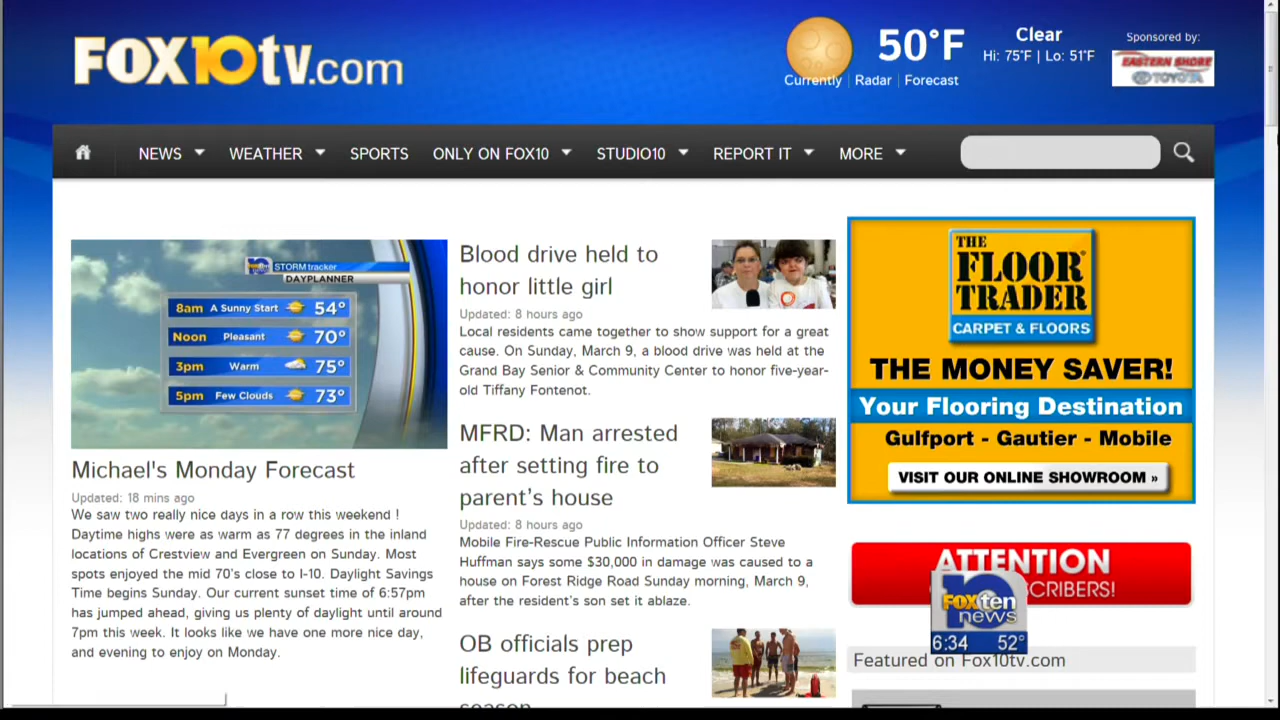 FOX10tv.com
50°F
Clear
Hi: 75°F | Lo: 51°F
Currently | Radar | Forecast
Sponsored by:
EASTERN SHORE
TOYOTA
NEWS
WEATHER
SPORTS
ONLY ON FOX10
STUDIO10
REPORT IT
MORE
STORMtracker
DAYPLANNER
8am A Sunny Start 54°
Noon Pleasant 70°
3pm Warm 75°
5pm Few Clouds 73°
Michael's Monday Forecast
Updated: 18 mins ago
We saw two really nice days in a row this weekend !
Daytime highs were as warm as 77 degrees in the inland
locations of Crestview and Evergreen on Sunday. Most
spots enjoyed the mid 70's close to I-10. Daylight Savings
Time begins Sunday. Our current sunset time of 6:57pm
has jumped ahead, giving us plenty of daylight until around
7pm this week. It looks like we have one more nice day,
and evening to enjoy on Monday.
Blood drive held to
honor little girl
Updated: 8 hours ago
Local residents came together to show support for a great
cause. On Sunday, March 9, a blood drive was held at the
Grand Bay Senior & Community Center to honor five-year-
old Tiffany Fontenot.
MFRD: Man arrested
after setting fire to
parent's house
Updated: 8 hours ago
Mobile Fire-Rescue Public Information Officer Steve
Huffman says some $30,000 in damage was caused to a
house on Forest Ridge Road Sunday morning, March 9,
after the resident's son set it ablaze.
OB officials prep
lifeguards for beach
season
THE
FLOOR
TRADER
CARPET & FLOORS
THE MONEY SAVER!
Your Flooring Destination
Gulfport - Gautier - Mobile
VISIT OUR ONLINE SHOWROOM »
ATTENTION
SCRIBERS!
10
FOX ten
news
6:34 52°
Featured on Fox10tv.com